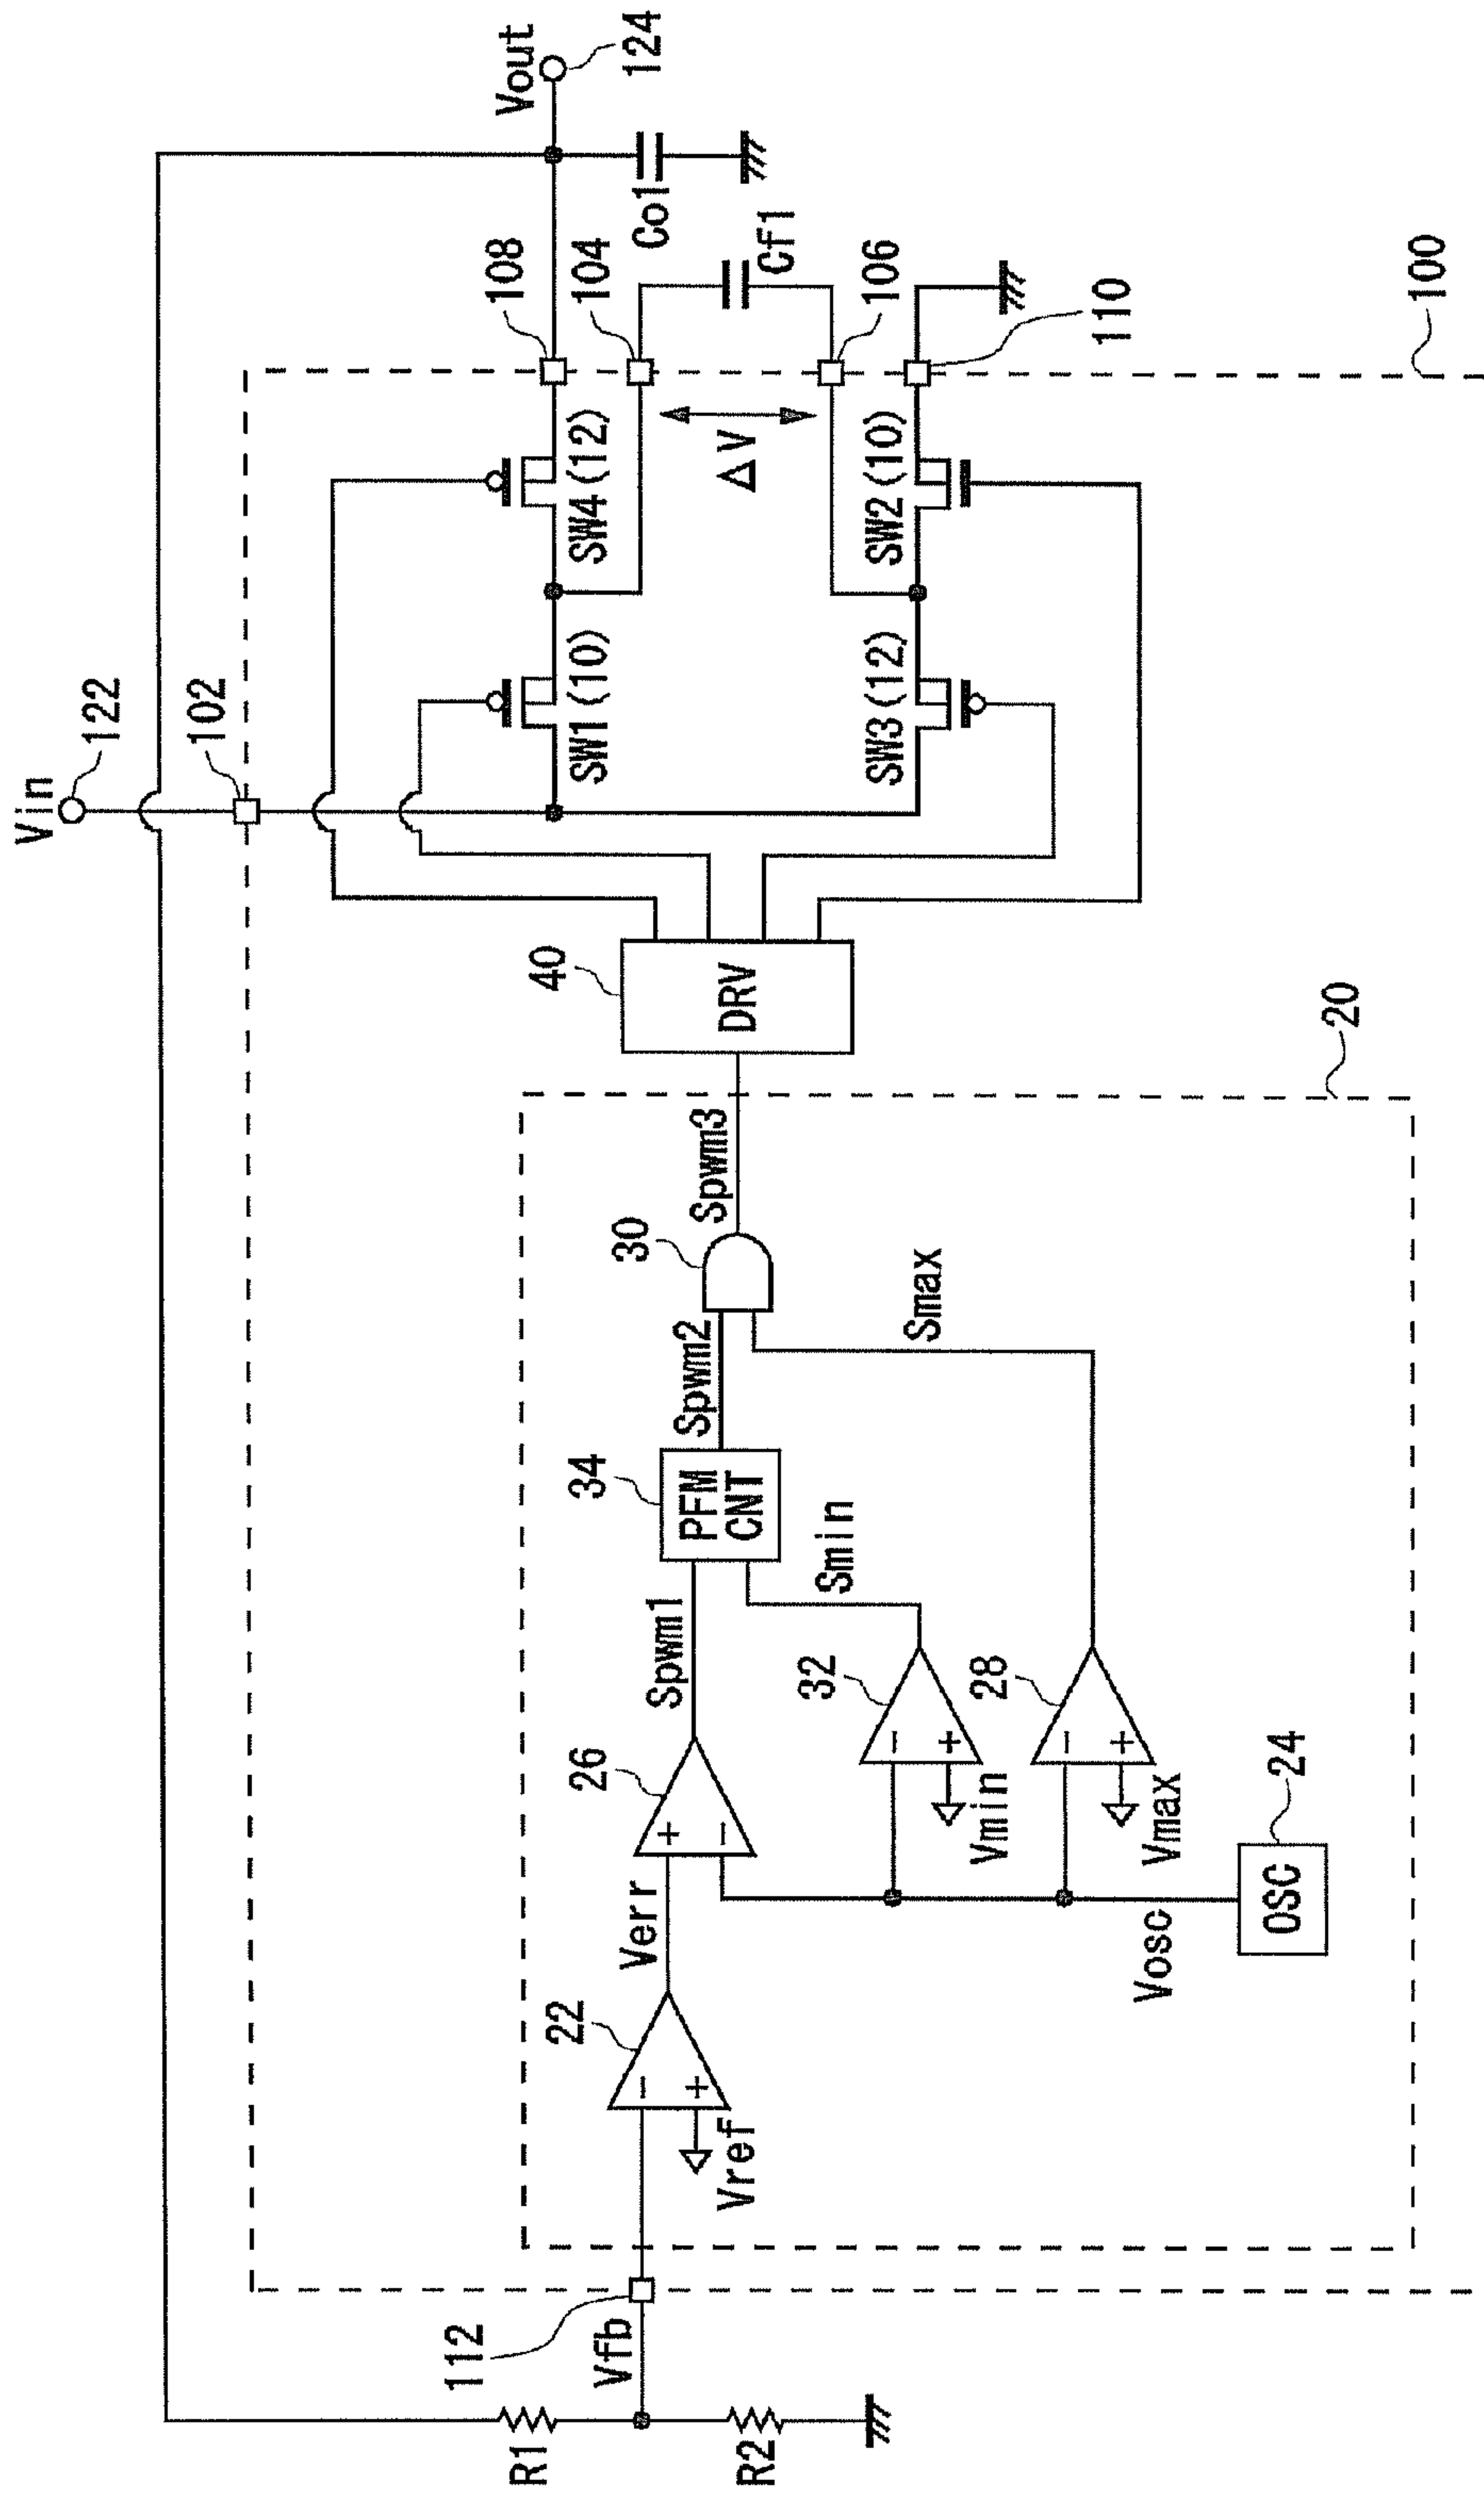 Vin
122
102
Vout
124
108
104
Co1
Cf1
106
110
100
SW1(10)
SW4(12)
ΔV
SW3(12)
SW2(10)
40
DRV
20
30
Spwm3
Spwm2
Smax
34
PFM
CNT
Spwm1
Smin
26
32
28
Verr
Vmin
Vmax
24
OSC
Vosc
22
Vref
112
Vfb
R1
R2